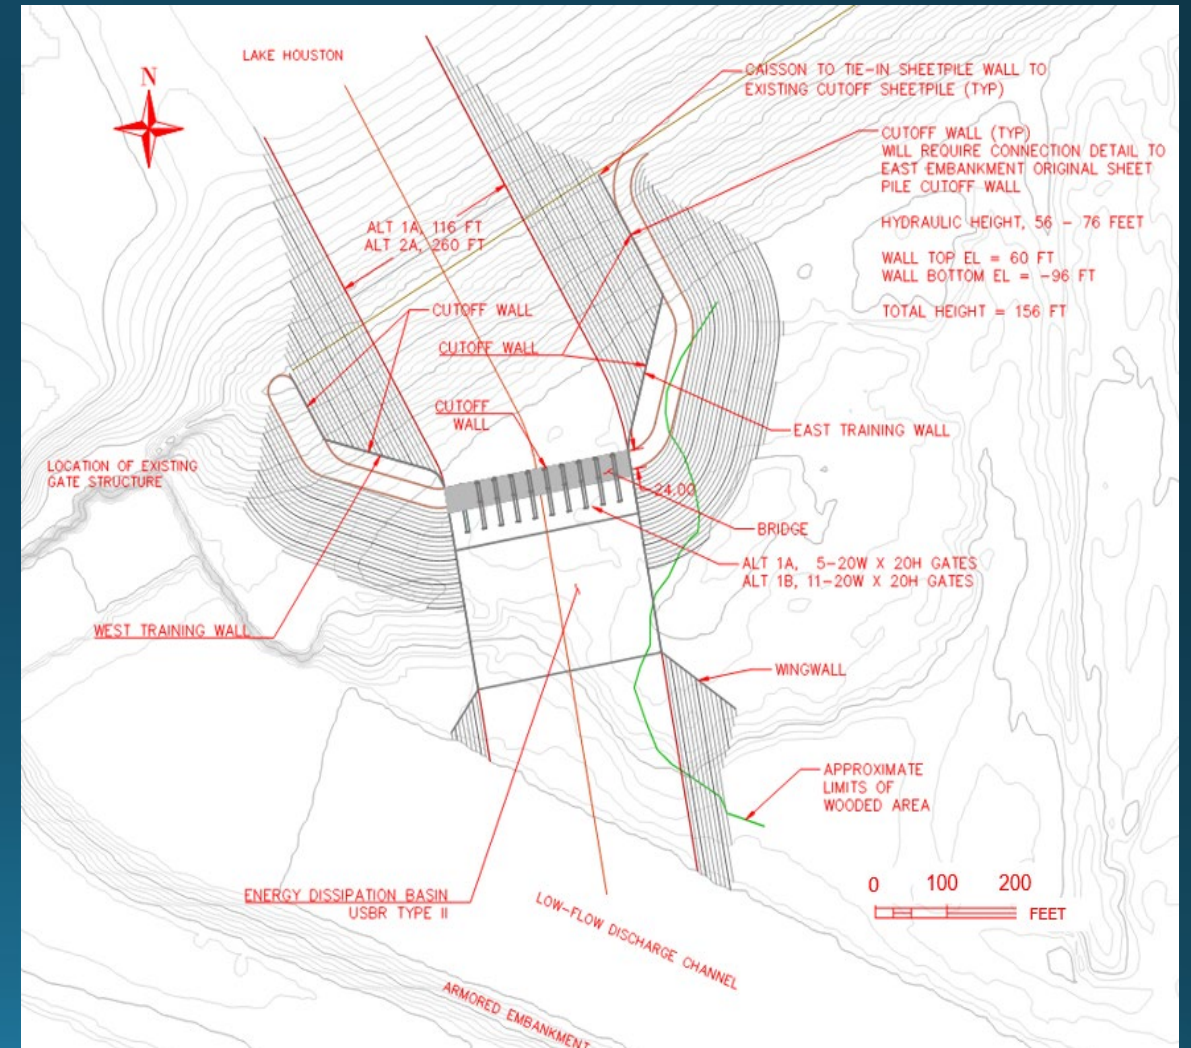 LAKE HOUSTON
N
CAISSON TO TIE-IN SHEETPILE WALL TO
EXISTING CUTOFF SHEETPILE (TYP)
CUTOFF WALL (TYP)
WILL REQUIRE CONNECTION DETAIL TO
EAST EMBANKMENT ORIGINAL SHEET
PILE CUTOFF WALL
HYDRAULIC HEIGHT, 56 - 76 FEET
WALL TOP EL = 60 FT
WALL BOTTOM EL = -96 FT
TOTAL HEIGHT = 156 FT
ALT 1A, 116 FT
ALT 2A, 260 FT
CUTOFF WALL
CUTOFF WALL
CUTOFF
WALL
EAST TRAINING WALL
LOCATION OF EXISTING
GATE STRUCTURE
24.00
BRIDGE
ALT 1A, 5-20W X 20H GATES
ALT 1B, 11-20W X 20H GATES
WEST TRAINING WALL
WINGWALL
APPROXIMATE
LIMITS OF
WOODED AREA
ENERGY DISSIPATION BASIN
USBR TYPE II
LOW-FLOW DISCHARGE CHANNEL
0 100 200
FEET
ARMORED EMBANKMENT